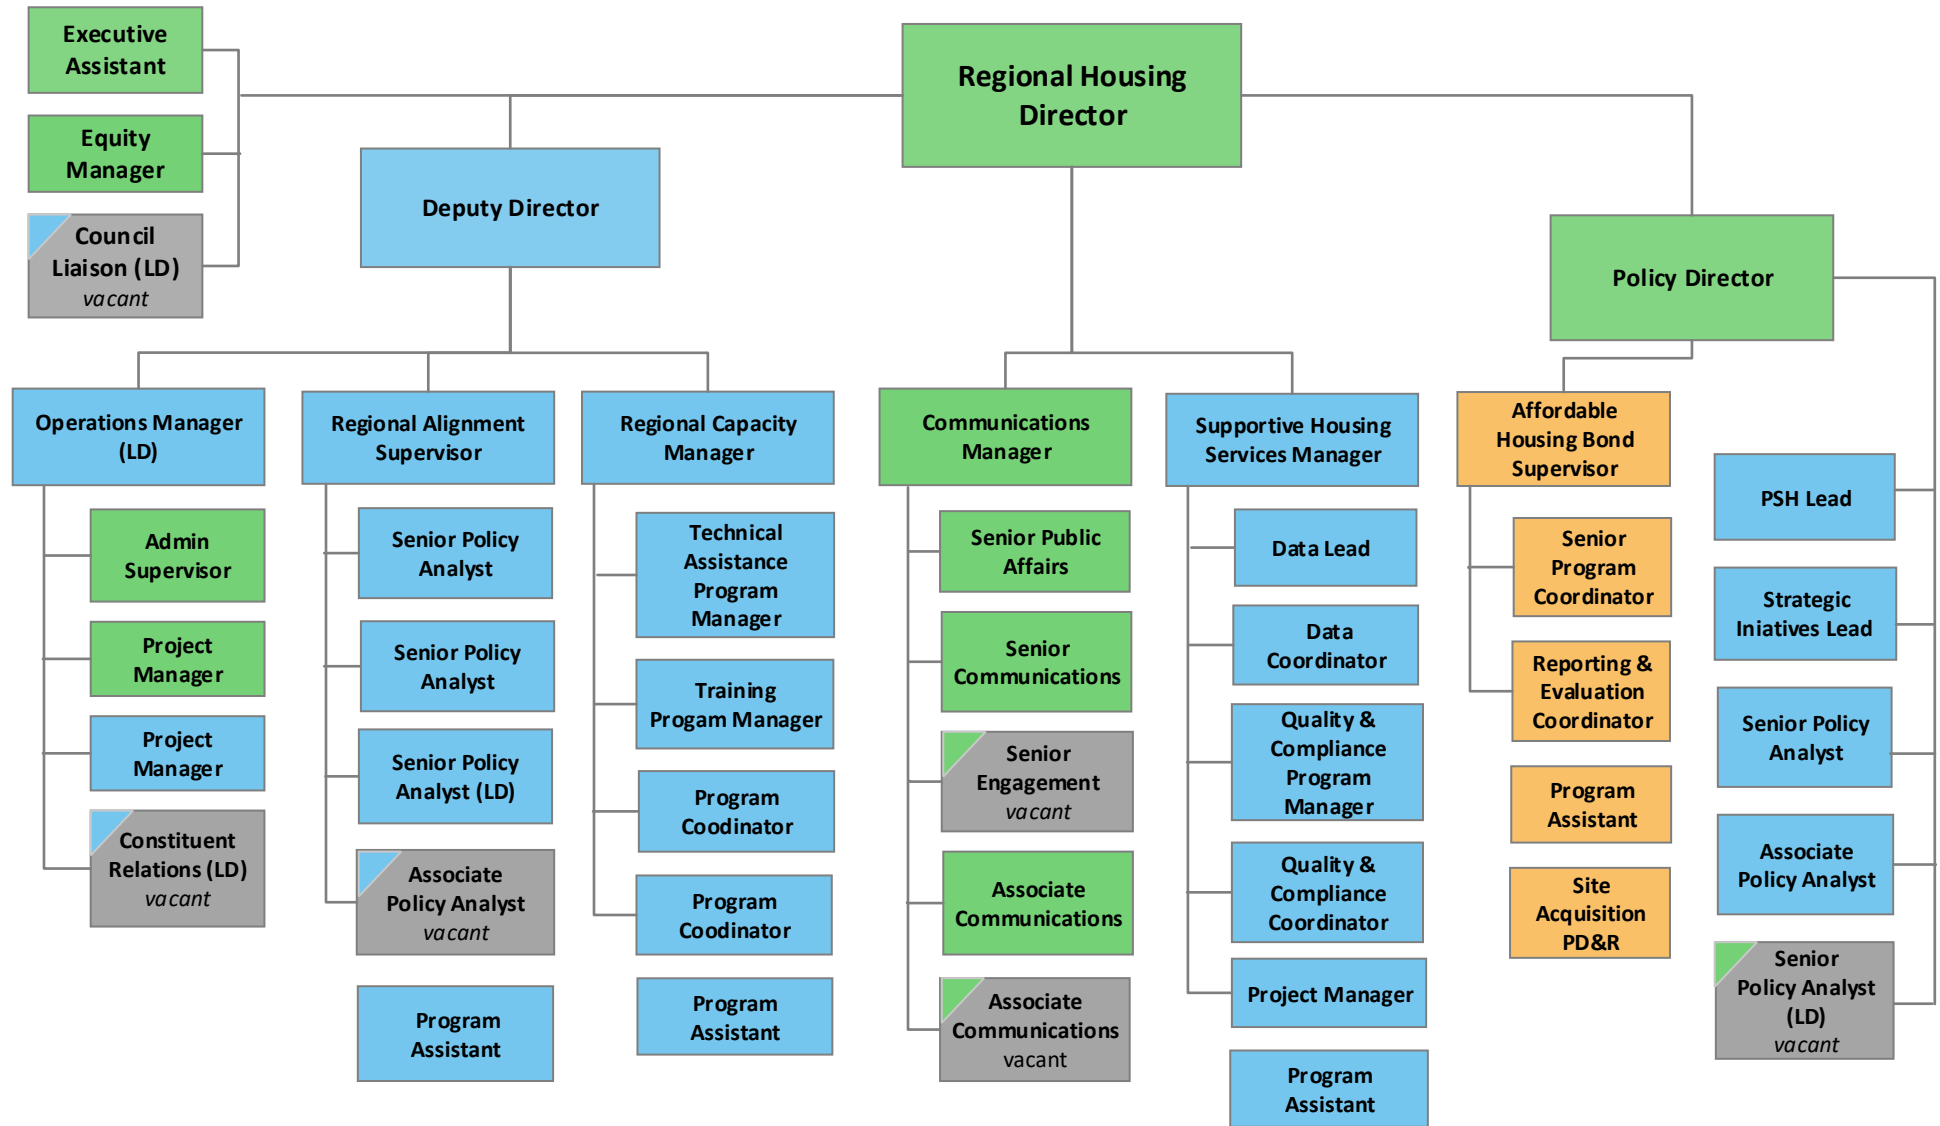 Executive
Assistant
Equity
Manager
Council
Liaison (LD)
vacant
Regional Housing
Director
Deputy Director
Policy Director
Operations Manager
(LD)
Admin
Supervisor
Project
Manager
Project
Manager
Constituent
Relations (LD)
vacant
Regional Alignment
Supervisor
Senior Policy
Analyst
Senior Policy
Analyst
Senior Policy
Analyst (LD)
Associate
Policy Analyst
vacant
Program
Assistant
Regional Capacity
Manager
Technical
Assistance
Program
Manager
Training
Progam Manager
Program
Coodinator
Program
Coodinator
Program
Assistant
Communications
Manager
Senior Public
Affairs
Senior
Communications
Senior
Engagement
vacant
Associate
Communications
Associate
Communications
vacant
Supportive Housing
Services Manager
Data Lead
Data
Coordinator
Quality &
Compliance
Program
Manager
Quality &
Compliance
Coordinator
Project Manager
Program
Assistant
Affordable
Housing Bond
Supervisor
Senior
Program
Coordinator
Reporting &
Evaluation
Coordinator
Program
Assistant
Site
Acquisition
PD&R
PSH Lead
Strategic
Iniatives Lead
Senior Policy
Analyst
Associate
Policy Analyst
Senior
Policy Analyst
(LD)
vacant